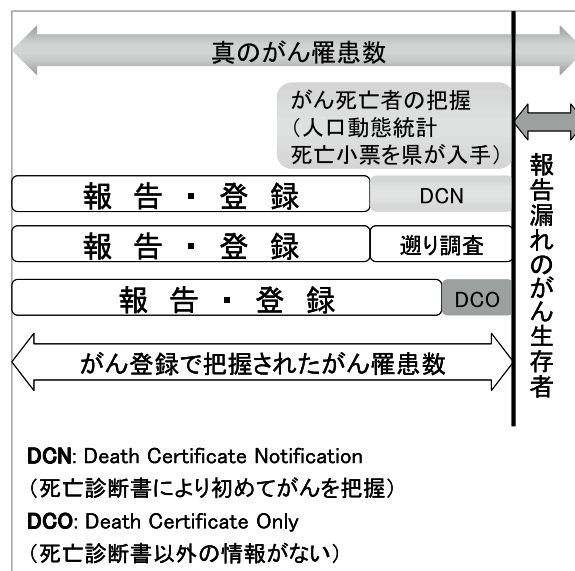 真のがん罹患数
がん死亡者の把握
（人口動態統計
死亡小票を県が入手）
報告漏れのがん生存者
報 告 ・ 登 録
DCN
報 告 ・ 登 録
遡り調査
報 告 ・ 登 録
DCO
がん登録で把握されたがん罹患数
DCN: Death Certificate Notification
（死亡診断書により初めてがんを把握）
DCO: Death Certificate Only
（死亡診断書以外の情報がない）